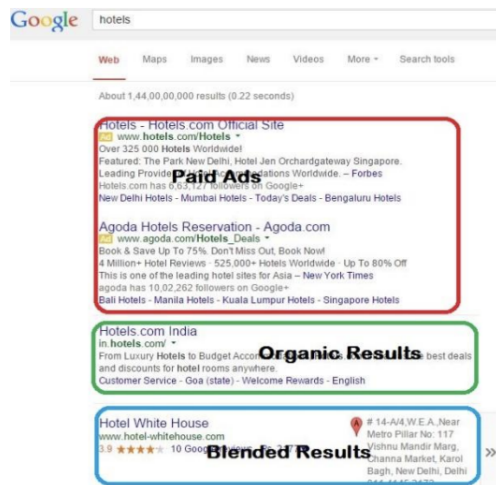 Google hotels
Web Maps Images News Videos More Search tools
About 1,44,00,00,000 results (0.22 seconds)
Hotels - Hotels.com Official Site
Ad www.hotels.com/Hotels
Over 325 000 Hotels Worldwide!
Featured: The Park New Delhi, Hotel Jen Orchardgateway Singapore.
Leading Provider Worldwide. – Forbes
Hotels.com has 6,63,127 followers on Google+
Paid Ads
New Delhi Hotels - Mumbai Hotels - Today's Deals - Bengaluru Hotels
Agoda Hotels Reservation - Agoda.com
Ad www.agoda.com/Hotels_Deals
Book & Save Up To 75%. Don't Miss Out, Book Now!
4 Million+ Hotel Reviews · 525,000+ Hotels Worldwide · Up To 80% Off
This is one of the leading hotel sites for Asia – New York Times
agoda has 10,02,262 followers on Google+
Bali Hotels - Manila Hotels - Kuala Lumpur Hotels - Singapore Hotels
Hotels.com India
in.hotels.com/
From Luxury Hotels to Budget best deals
Organic Results
and discounts for hotel rooms anywhere.
Customer Service - Goa (state) - Welcome Rewards - English
Hotel White House
www.hotel-whitehouse.com
3.9 10 Google
Blended Results
A # 14-A/4,W.E.A.,Near
Metro Pillar No: 117
Vishnu Mandir Marg,
Channa Market, Karol
Bagh, New Delhi, Delhi
»